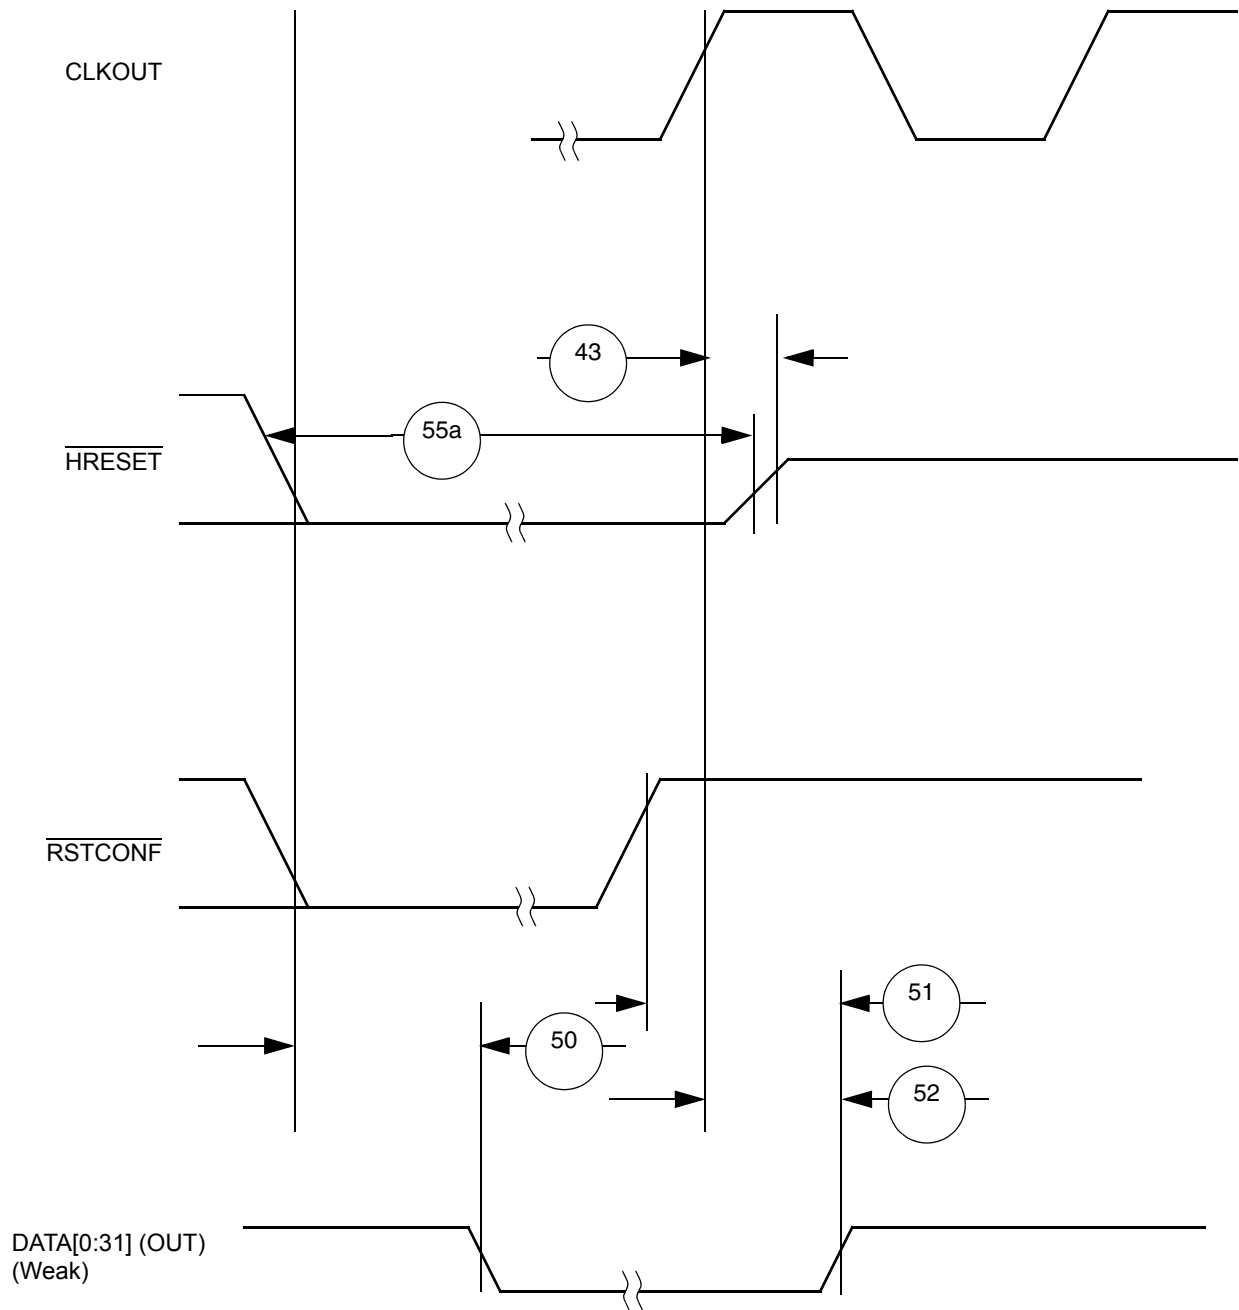 CLKOUT
43
55a
HRESET
RSTCONF
51
50
52
DATA[0:31] (OUT)
(Weak)